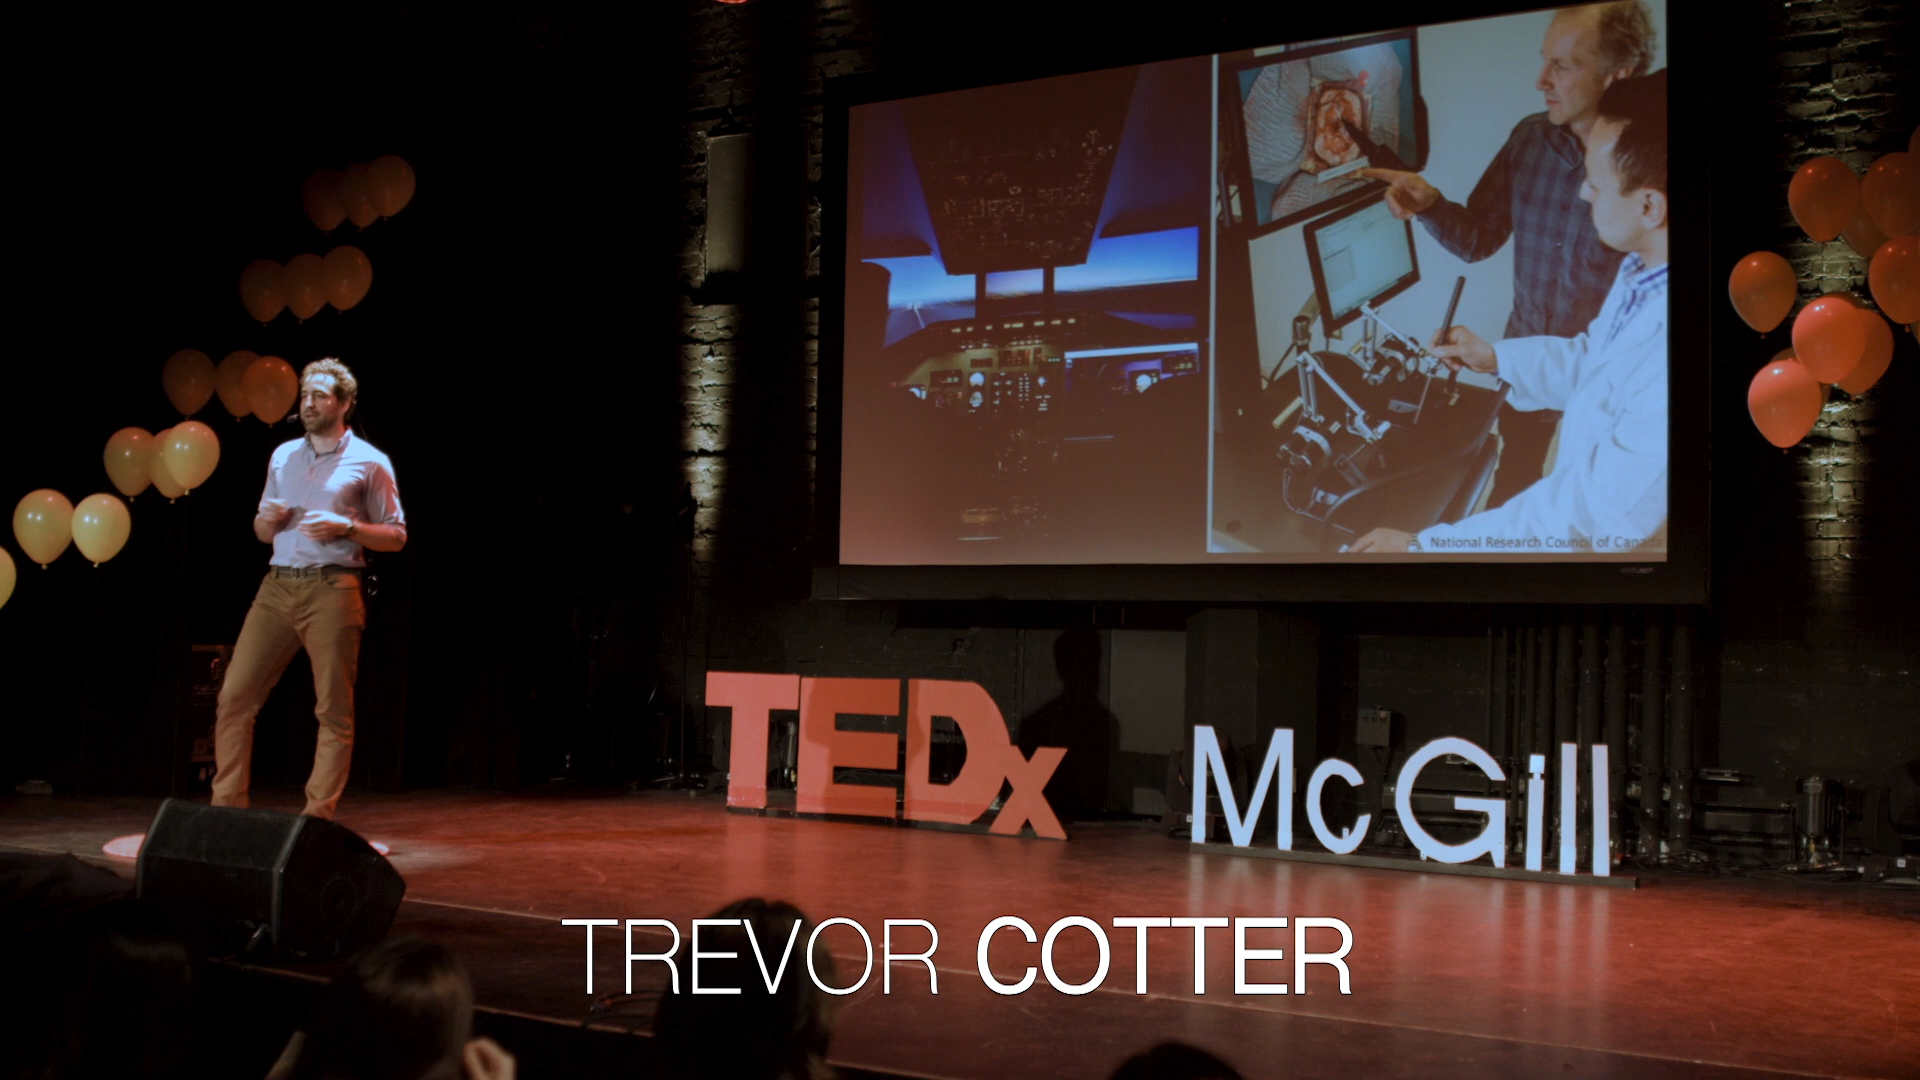 National Research Council of Canada
TEDx
McGill
TREVOR COTTER